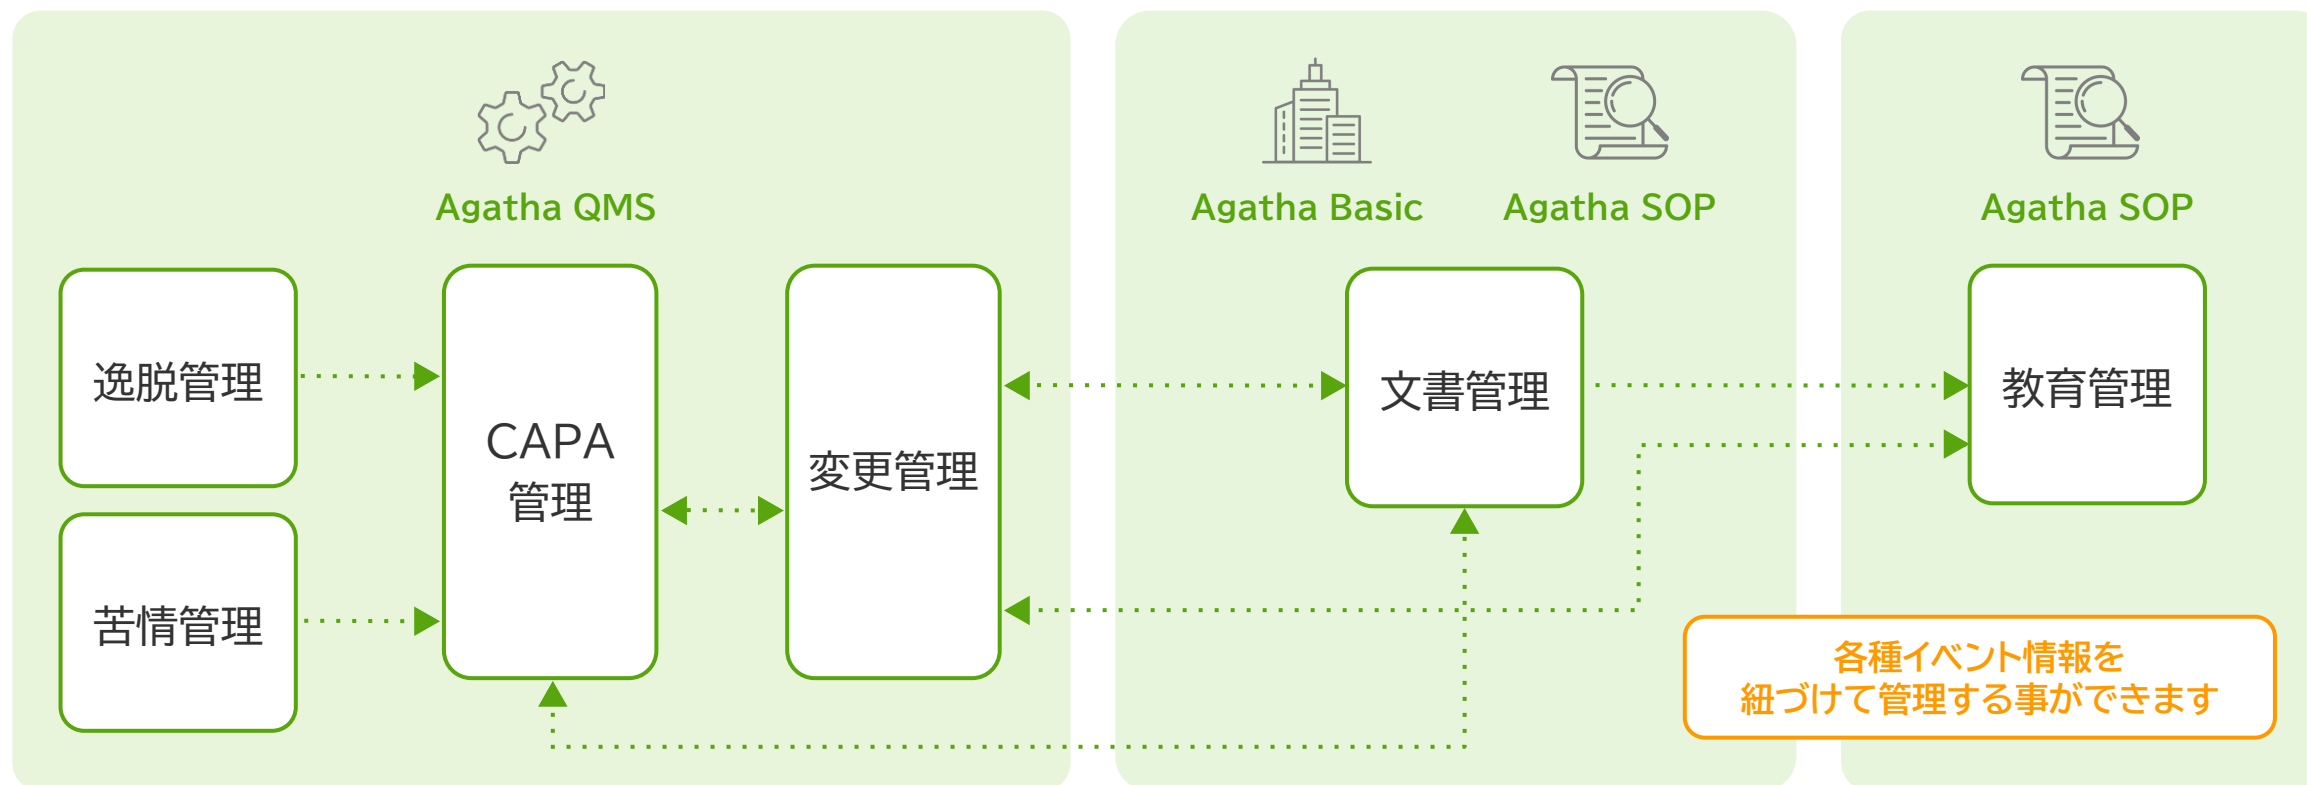 Agatha QMS
逸脱管理
苦情管理
CAPA
管理
変更管理
Agatha Basic
Agatha SOP
文書管理
Agatha SOP
教育管理
各種イベント情報を
紐づけて管理する事ができます